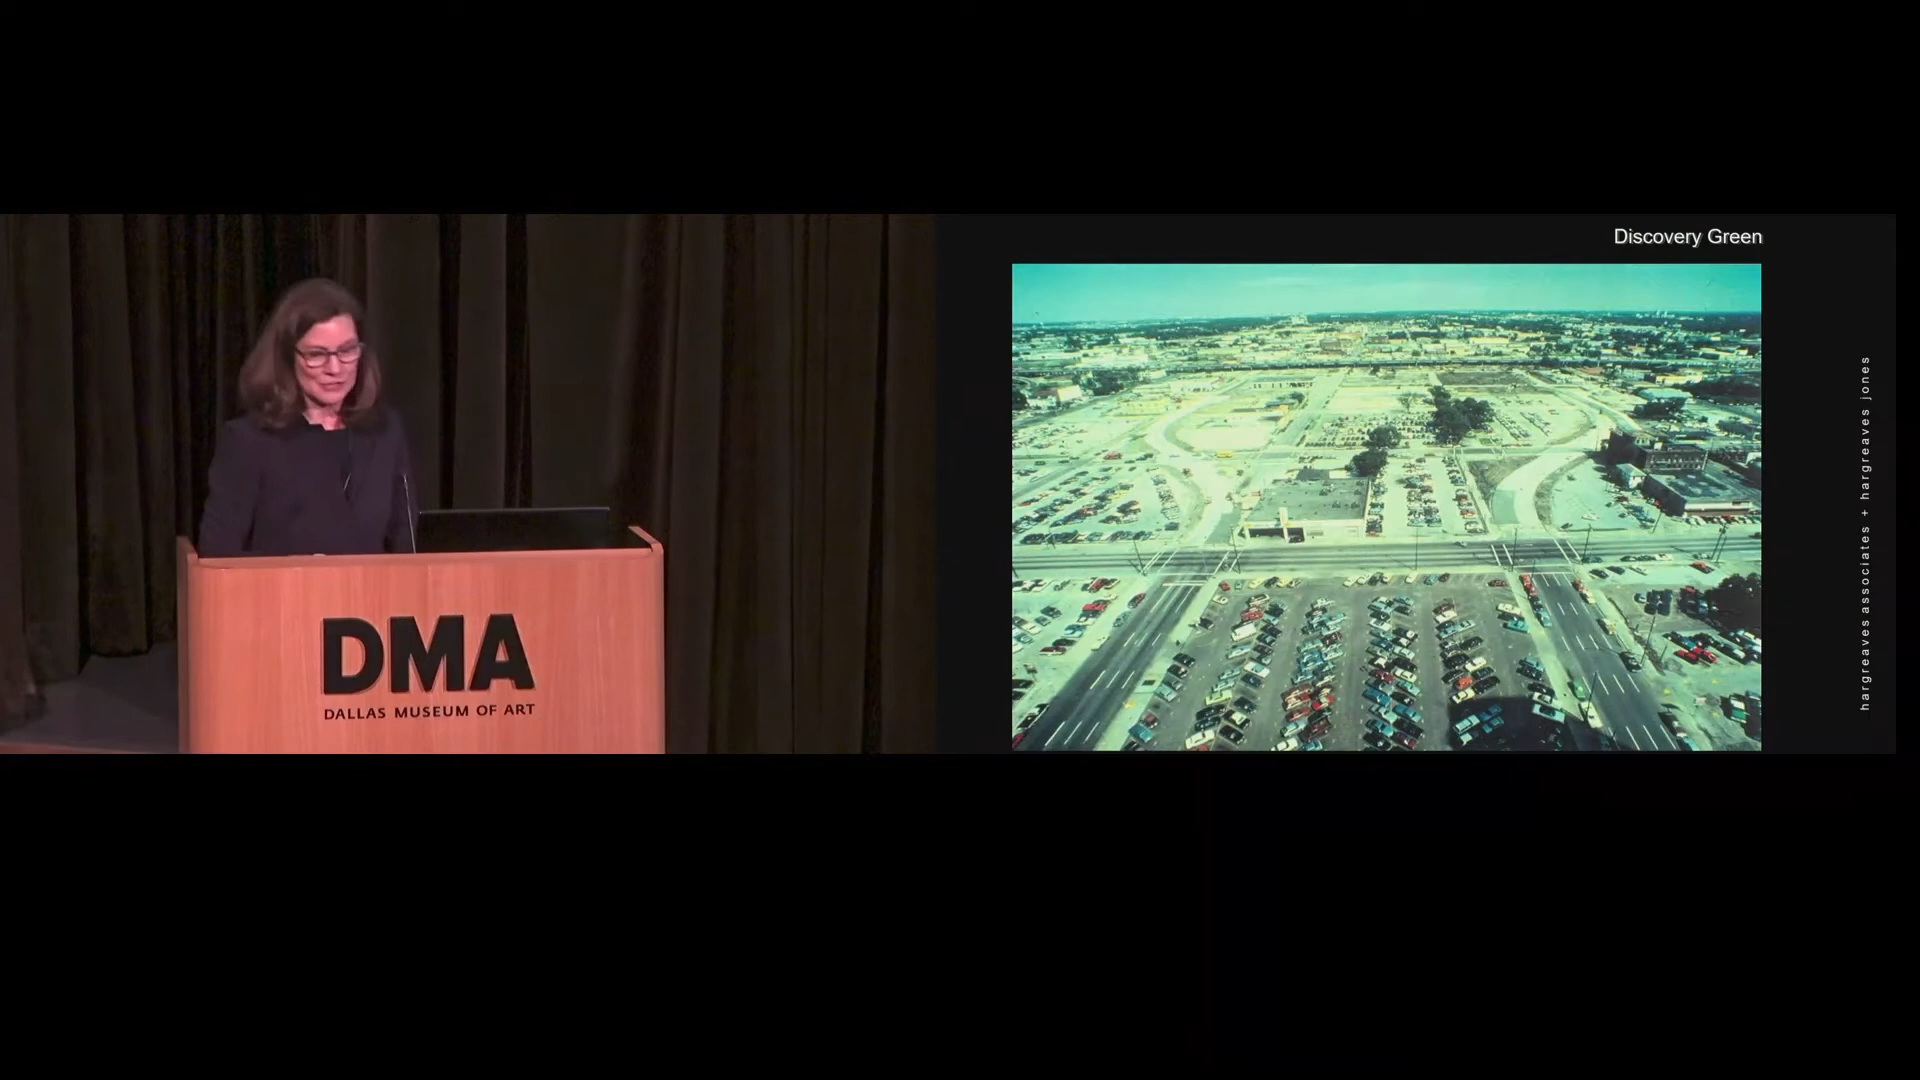 DMA
DALLAS MUSEUM OF ART
Discovery Green
hargreaves associates + hargreaves jones